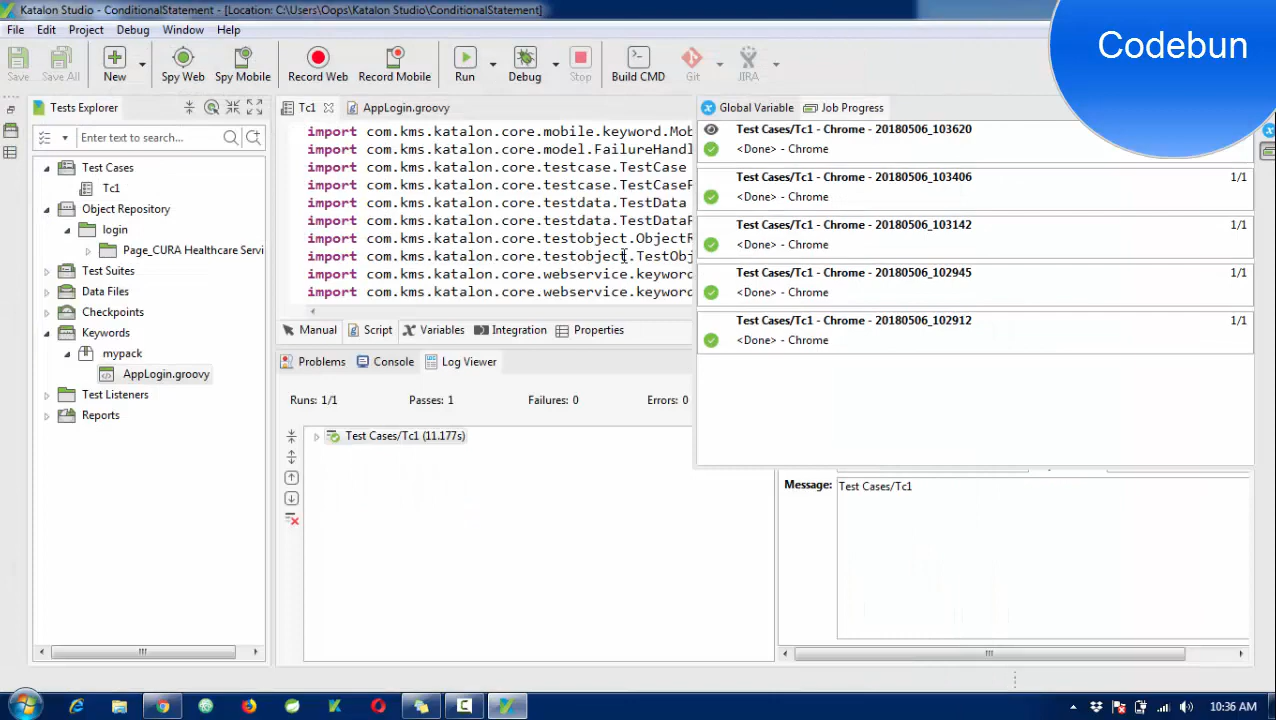 Katalon Studio - ConditionalStatement - [Location: C:\Users\Oops\Katalon Studio\ConditionalStatement]
File Edit Project Debug Window Help
Codebun
Save Save All New Spy Web Spy Mobile Record Web Record Mobile Run Debug Stop Build CMD Git JIRA
Tests Explorer
Tc1 AppLogin.groovy
Global Variable Job Progress
Enter text to search...
Test Cases
Tc1
Object Repository
login
Page_CURA Healthcare Servi
Test Suites
Data Files
Checkpoints
Keywords
mypack
AppLogin.groovy
Test Listeners
Reports
import com.kms.katalon.core.mobile.keyword.Mob
import com.kms.katalon.core.model.FailureHandl
import com.kms.katalon.core.testcase.TestCase
import com.kms.katalon.core.testcase.TestCaseF
import com.kms.katalon.core.testdata.TestData
import com.kms.katalon.core.testdata.TestDataF
import com.kms.katalon.core.testobject.ObjectR
import com.kms.katalon.core.testobject.TestObj
import com.kms.katalon.core.webservice.keyword
import com.kms.katalon.core.webservice.keyword
Manual Script Variables Integration Properties
Test Cases/Tc1 - Chrome - 20180506_103620
<Done> - Chrome
Test Cases/Tc1 - Chrome - 20180506_103406 1/1
<Done> - Chrome
Test Cases/Tc1 - Chrome - 20180506_103142 1/1
<Done> - Chrome
Test Cases/Tc1 - Chrome - 20180506_102945 1/1
<Done> - Chrome
Test Cases/Tc1 - Chrome - 20180506_102912 1/1
<Done> - Chrome
Problems Console Log Viewer
Runs: 1/1 Passes: 1 Failures: 0 Errors: 0
Test Cases/Tc1 (11.177s)
Message: Test Cases/Tc1
10:36 AM